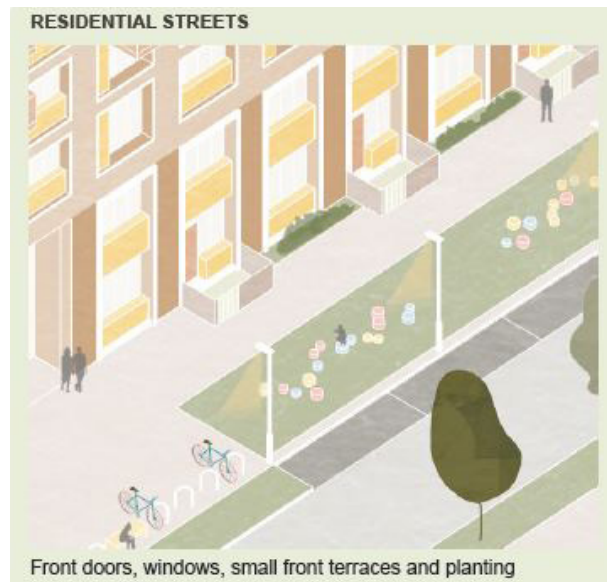 RESIDENTIAL STREETS
Front doors, windows, small front terraces and planting